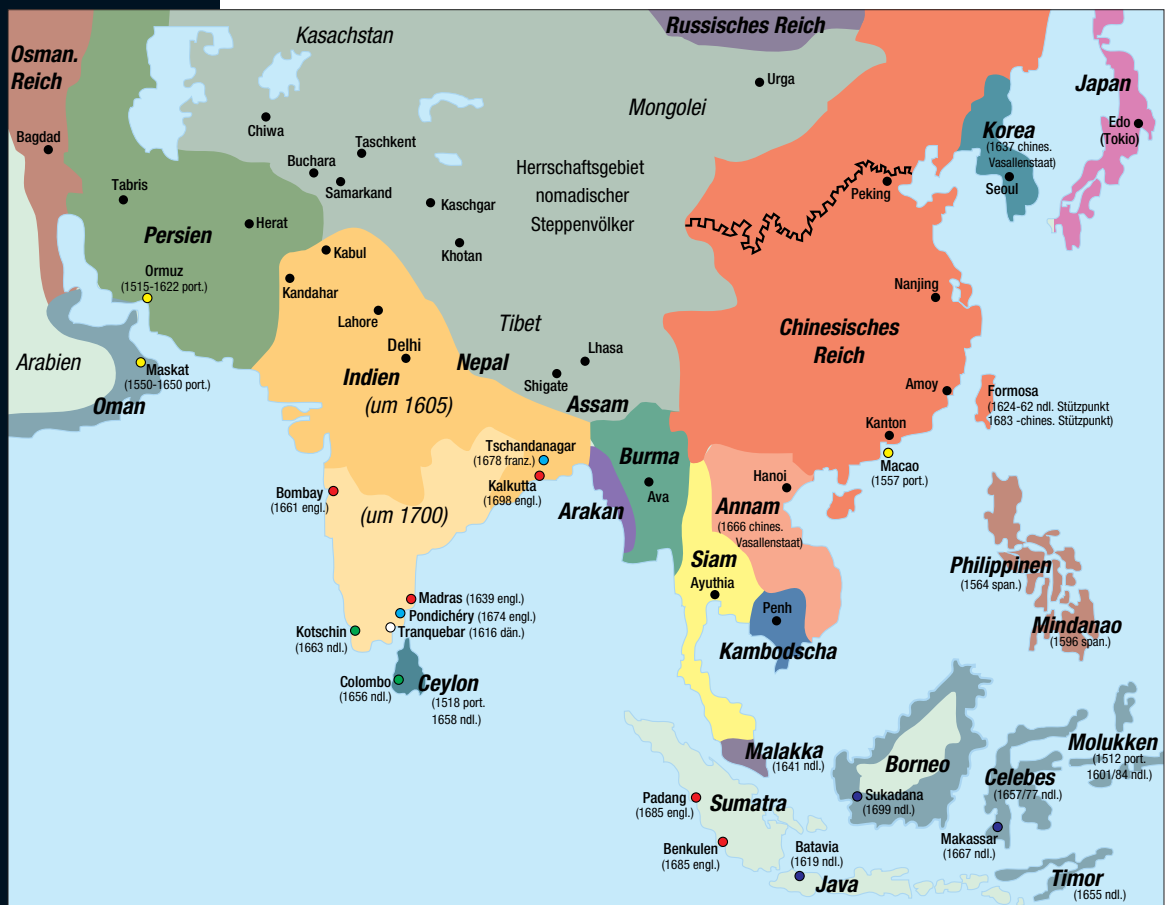 Osman.
Reich
Bagdad
Kasachstan
Russisches Reich
Urga
Mongolei
Japan
Edo
(Tokio)
Korea
(1637 chines.
Vasallenstaat)
Seoul
Chiwa
Taschkent
Buchara
Samarkand
Herrschaftsgebiet
nomadischer
Steppenvölker
Peking
Tabris
Herat
Kaschgar
Persien
Khotan
Kabul
Ormuz
(1515-1622 port.)
Kandahar
Nanjing
Lahore
Tibet
Chinesisches
Reich
Arabien
Maskat
(1550-1650 port.)
Oman
Delhi
Nepal
Lhasa
Indien
(um 1605)
Shigate
Assam
Amoy
Formosa
(1624-62 ndl. Stützpunkt
1683 -chines. Stützpunkt)
Kanton
Macao
(1557 port.)
Tschandanagar
(1678 franz.)
Kalkutta
(1698 engl.)
Burma
Ava
Hanoi
Bombay
(1661 engl.)
(um 1700)
Arakan
Annam
(1666 chines.
Vasallenstaat)
Siam
Ayuthia
Philippinen
(1564 span.)
Madras (1639 engl.)
Pondichéry (1674 engl.)
Tranquebar (1616 dän.)
Kotschin
(1663 ndl.)
Penh
Kambodscha
Mindanao
(1596 span.)
Colombo
(1656 ndl.)
Ceylon
(1518 port.
1658 ndl.)
Malakka
(1641 ndl.)
Borneo
Molukken
(1512 port.
1601/84 ndl.)
Celebes
(1657/77 ndl.)
Padang
(1685 engl.)
Sumatra
Sukadana
(1699 ndl.)
Benkulen
(1685 engl.)
Batavia
(1619 ndl.)
Makassar
(1667 ndl.)
Java
Timor
(1655 ndl.)